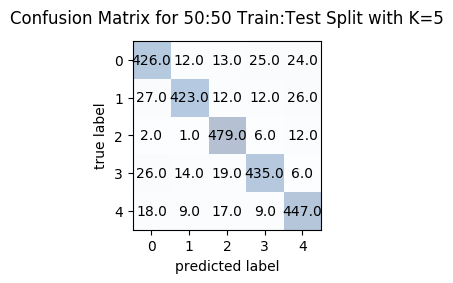 Confusion Matrix for 50:50 Train:Test Split with K=5
0 426.0 12.0 13.0 25.0 24.0
1 27.0 423.0 12.0 12.0 26.0
2 2.0 1.0 479.0 6.0 12.0
3 26.0 14.0 19.0 435.0 6.0
4 18.0 9.0 17.0 9.0 447.0
true label
0 1 2 3 4
predicted label